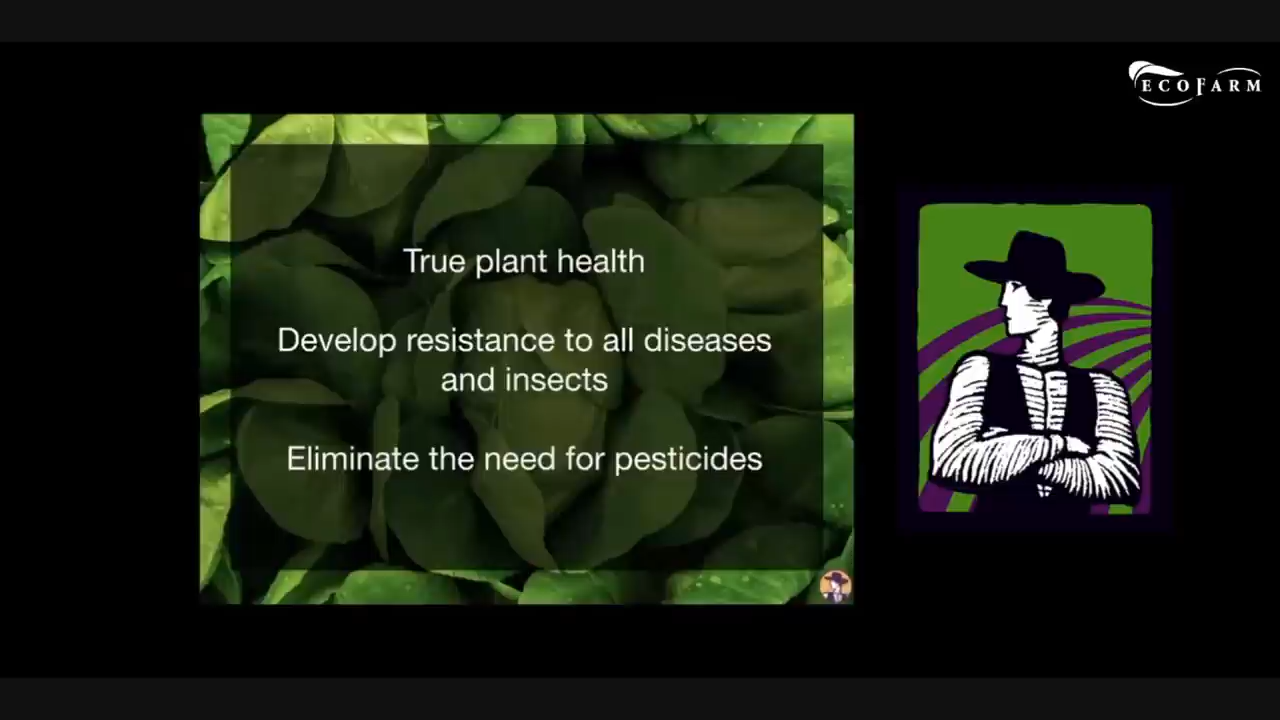 ECOFARM
True plant health
Develop resistance to all diseases
and insects
Eliminate the need for pesticides